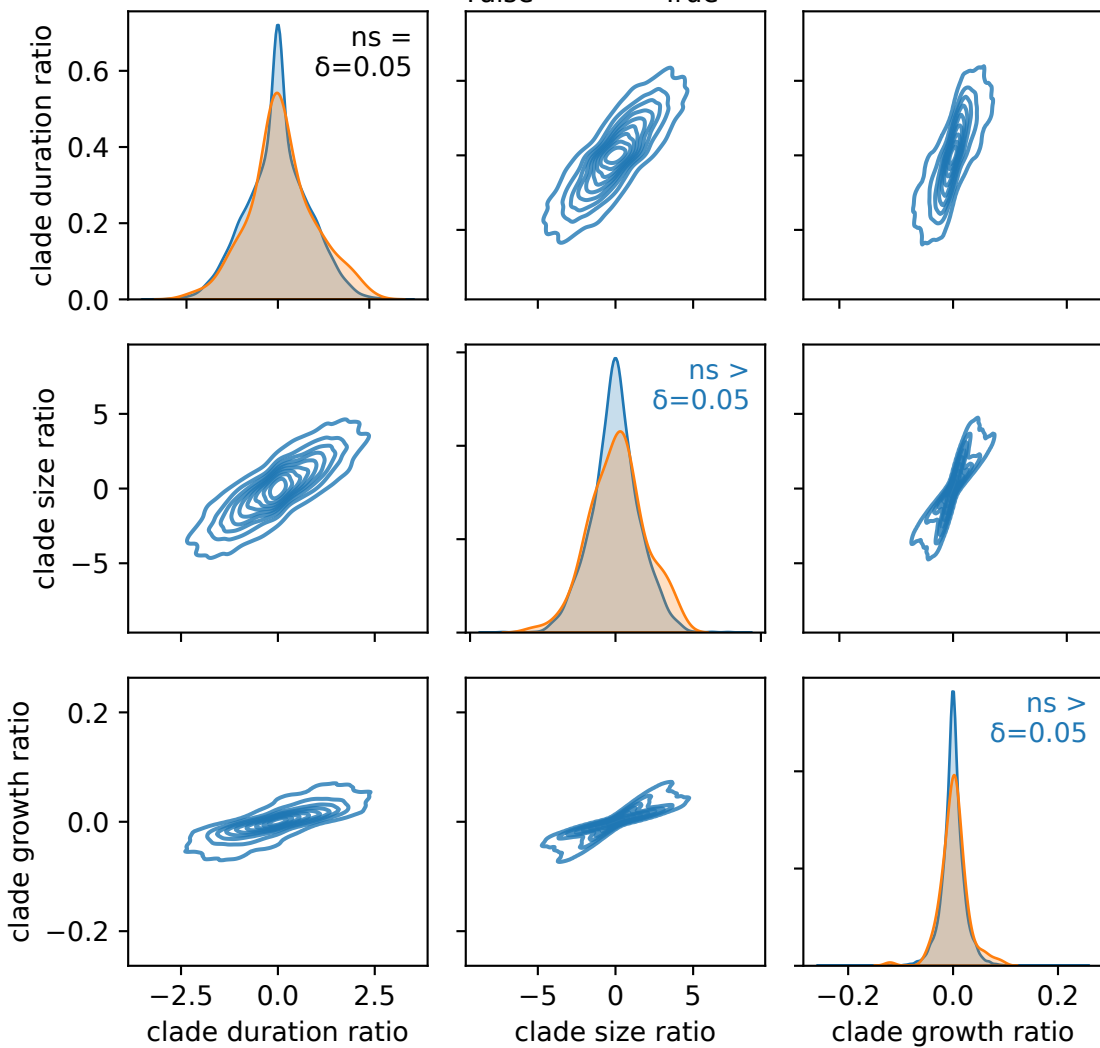 clade duration ratio
0.6
0.4
0.2
0.0
ns =
δ=0.05
clade size ratio
5
0
−5
ns >
δ=0.05
clade growth ratio
0.2
0.0
−0.2
ns >
δ=0.05
−2.5 0.0 2.5
−5 0 5
−0.2 0.0 0.2
clade duration ratio
clade size ratio
clade growth ratio